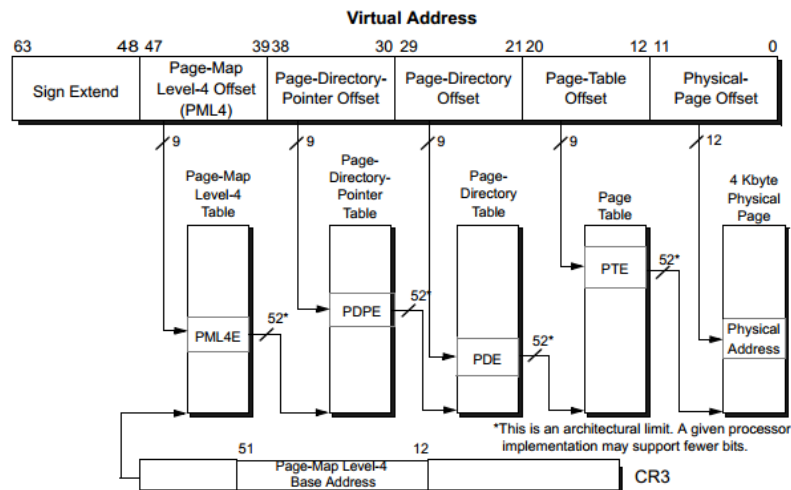 Virtual Address
63 48 47 39 38 30 29 21 20 12 11 0
Sign Extend
Page-Map
Level-4 Offset
(PML4)
Page-Directory-
Pointer Offset
Page-Directory
Offset
Page-Table
Offset
Physical-
Page Offset
9
9
9
9
12
Page-Map
Level-4
Table
Page-
Directory-
Pointer
Table
Page-
Directory
Table
Page
Table
4 Kbyte
Physical
Page
PML4E
52*
PDPE
52*
PDE
52*
PTE
52*
Physical
Address
*This is an architectural limit. A given processor
implementation may support fewer bits.
51 12
Page-Map Level-4
Base Address
CR3